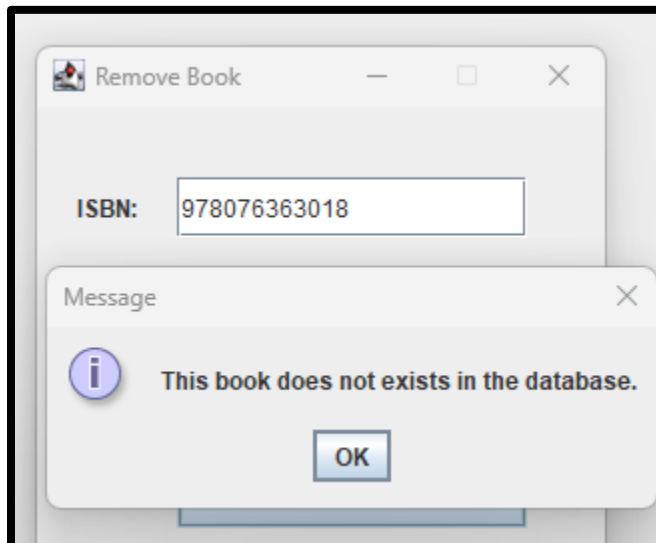 Remove Book
ISBN: 978076363018
Message
This book does not exists in the database.
OK